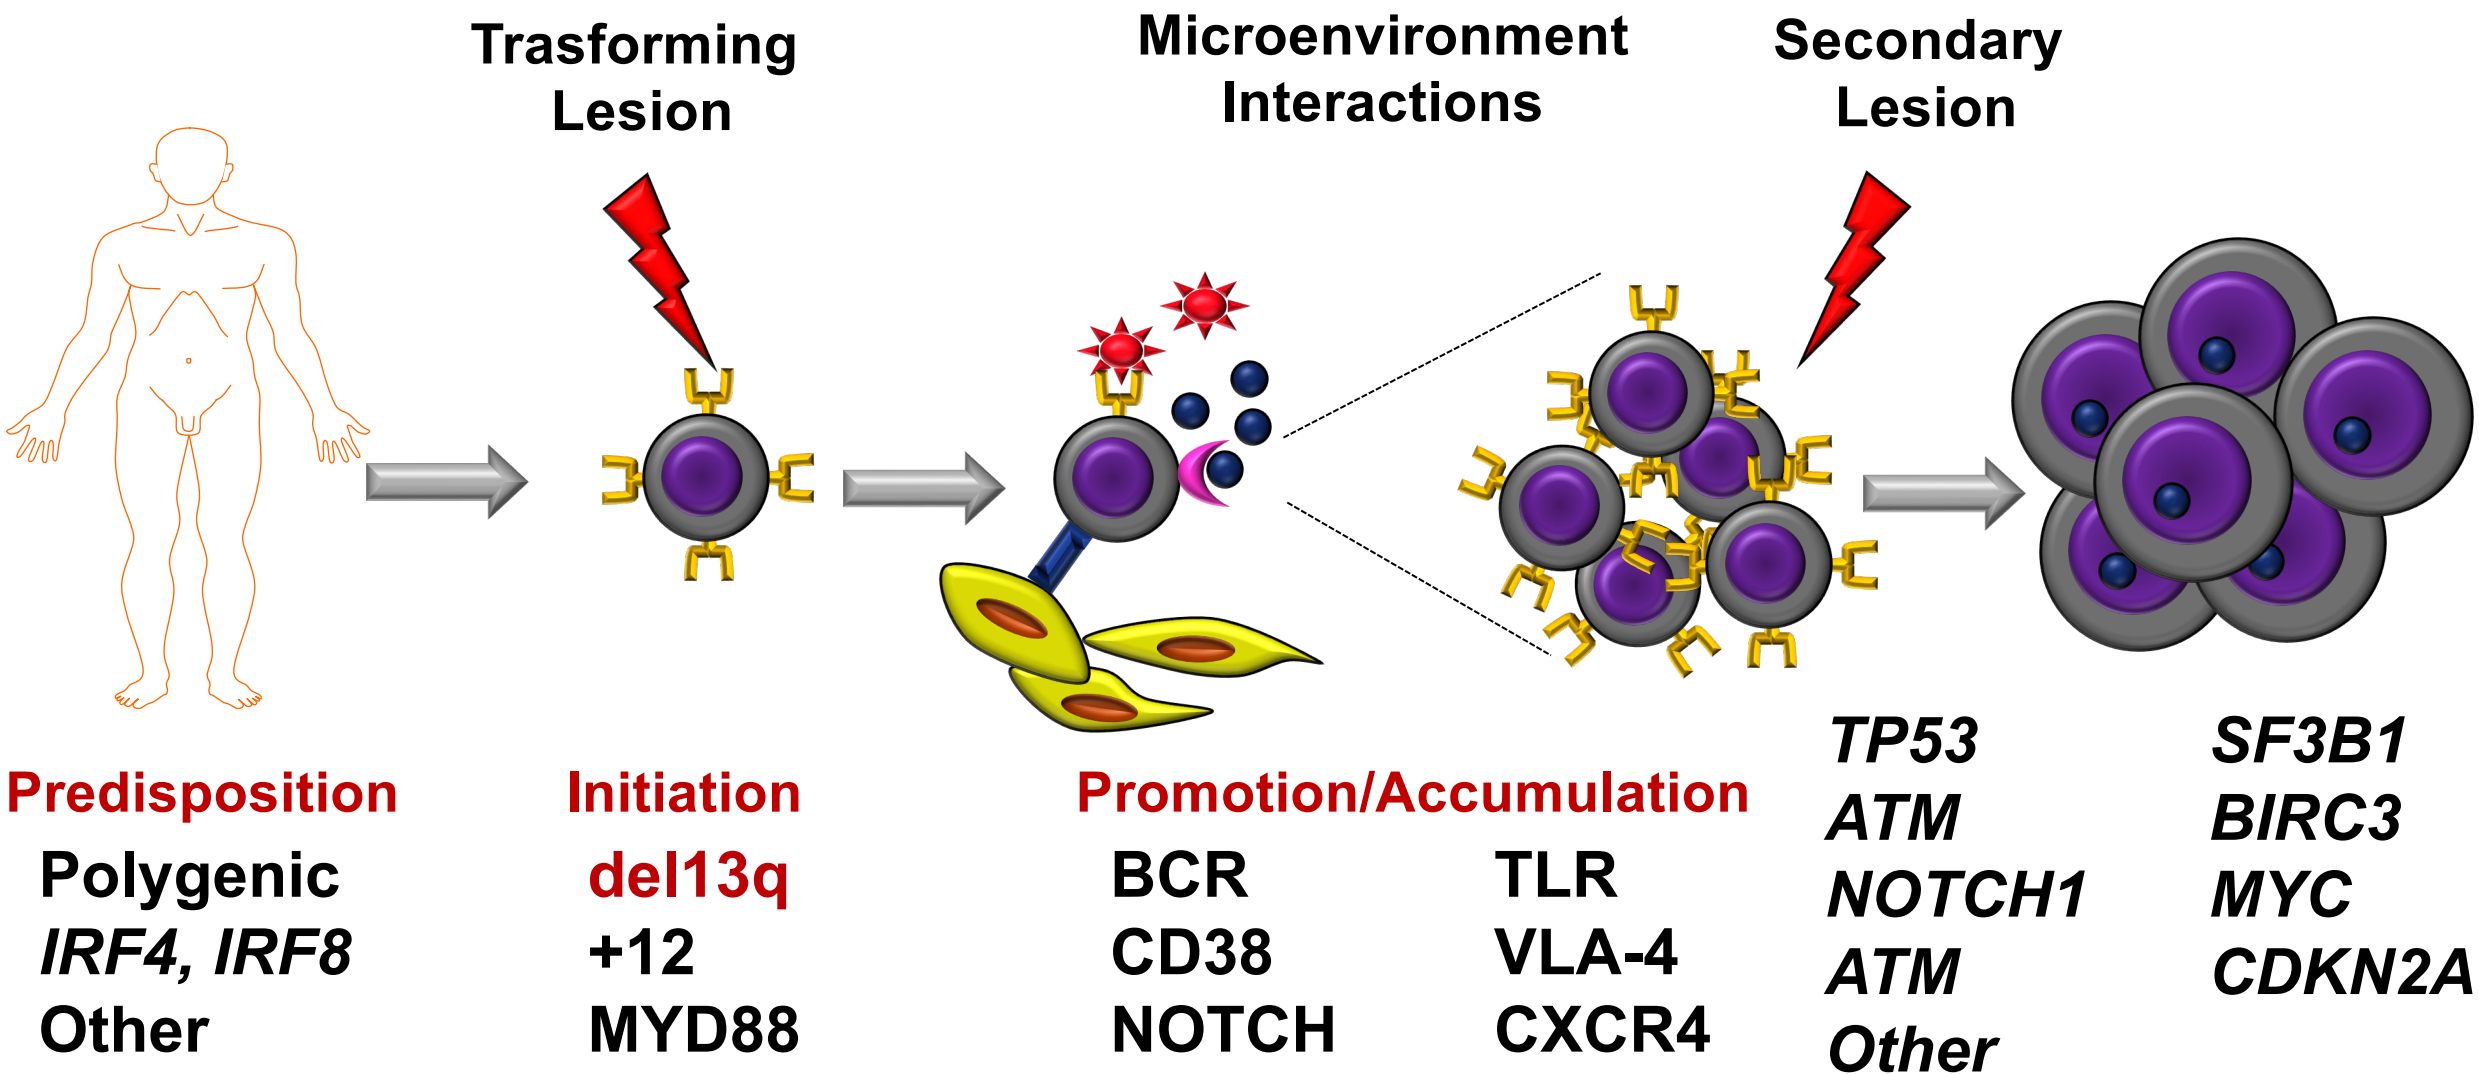 Trasforming
Lesion
Microenvironment
Interactions
Secondary
Lesion
Predisposition
Polygenic
IRF4, IRF8
Other
Initiation
del13q
+12
MYD88
Promotion/Accumulation
BCR
CD38
NOTCH
TLR
VLA-4
CXCR4
TP53
ATM
NOTCH1
ATM
Other
SF3B1
BIRC3
MYC
CDKN2A